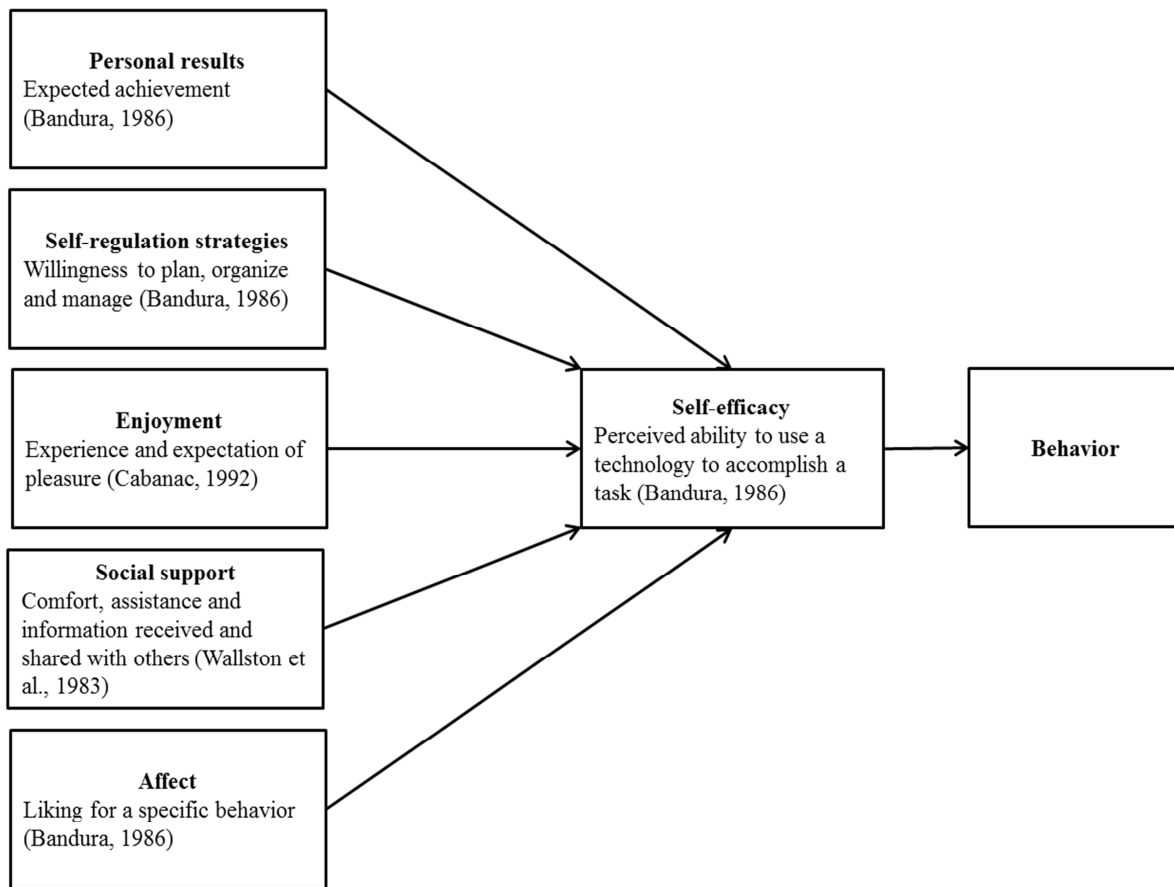 Personal results
Expected achievement
(Bandura, 1986)
Self-regulation strategies
Willingness to plan, organize
and manage (Bandura, 1986)
Enjoyment
Experience and expectation of
pleasure (Cabanac, 1992)
Social support
Comfort, assistance and
information received and
shared with others (Wallston et
al., 1983)
Affect
Liking for a specific behavior
(Bandura, 1986)
Self-efficacy
Perceived ability to use a
technology to accomplish a
task (Bandura, 1986)
Behavior